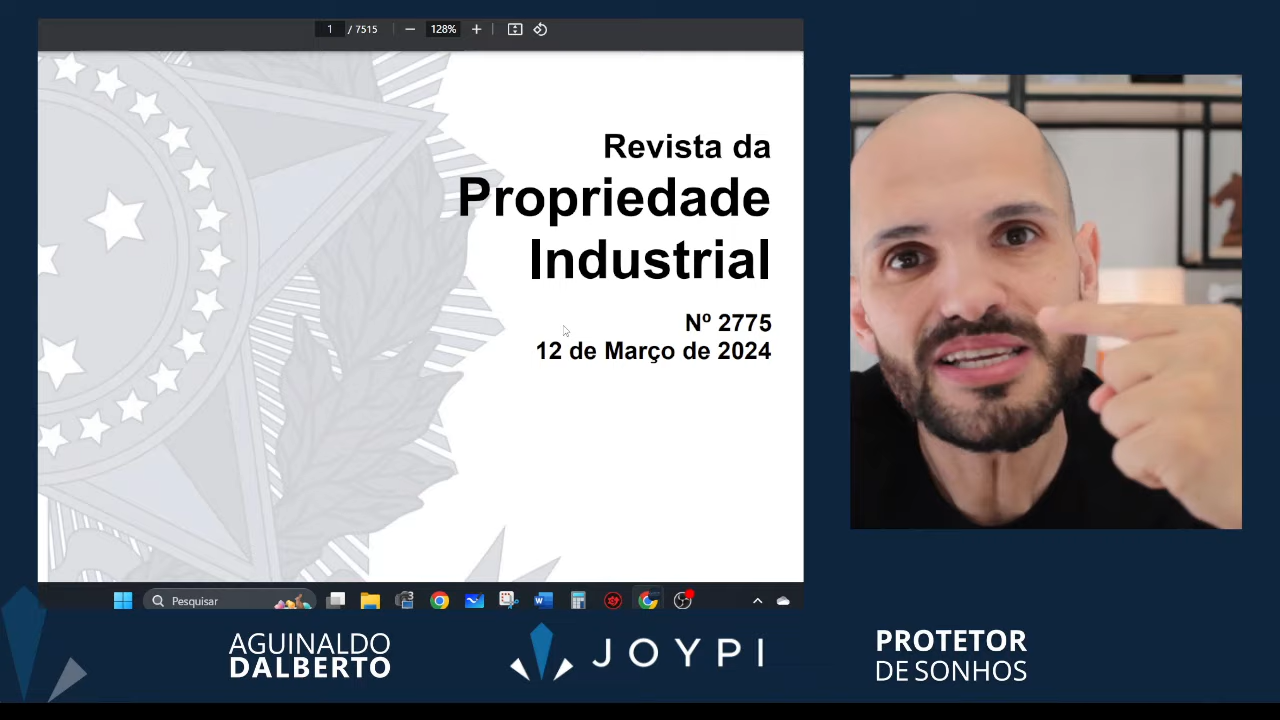 1 / 7515 128%
Revista da
Propriedade
Industrial
Nº 2775
12 de Março de 2024
Pesquisar
AGUINALDO
DALBERTO
JOYPI
PROTETOR
DE SONHOS